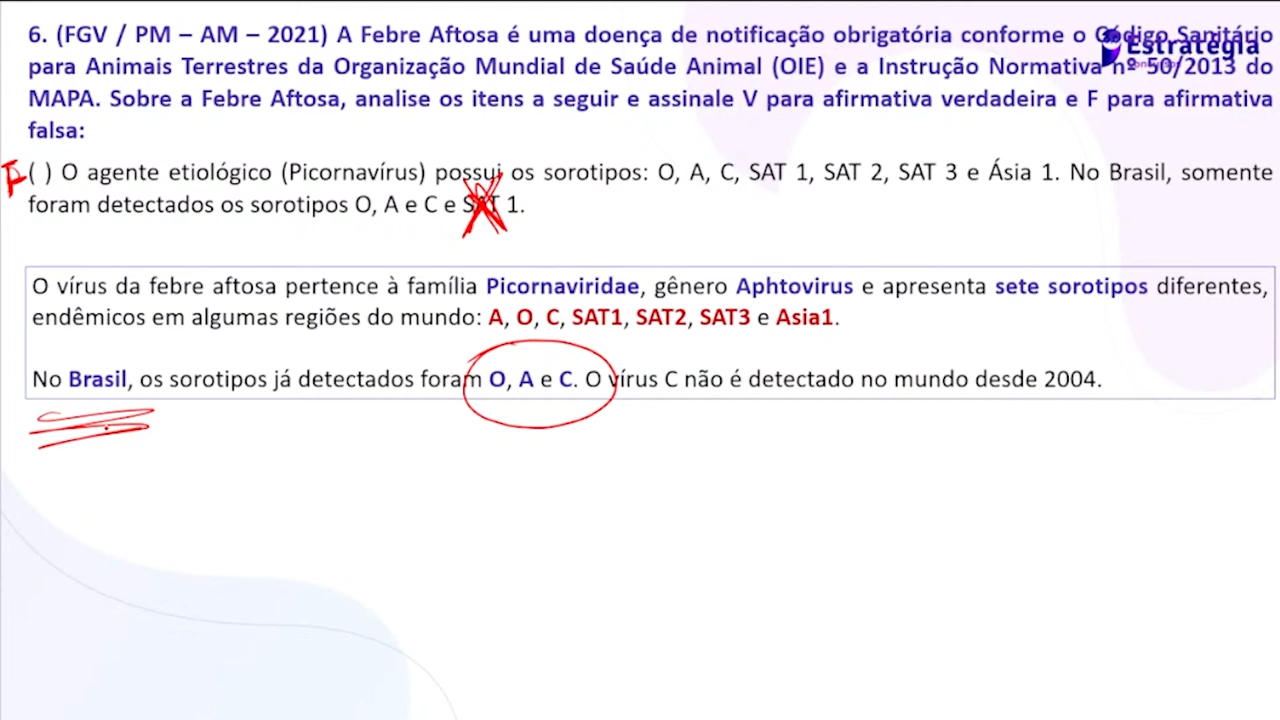 6. (FGV / PM – AM – 2021) A Febre Aftosa é uma doença de notificação obrigatória conforme o Código Sanitário
Estratégia
Concursos
para Animais Terrestres da Organização Mundial de Saúde Animal (OIE) e a Instrução Normativa nº 50/2013 do
MAPA. Sobre a Febre Aftosa, analise os itens a seguir e assinale V para afirmativa verdadeira e F para afirmativa
falsa:
F ( ) O agente etiológico (Picornavírus) possui os sorotipos: O, A, C, SAT 1, SAT 2, SAT 3 e Ásia 1. No Brasil, somente
foram detectados os sorotipos O, A e C e SAT 1.
O vírus da febre aftosa pertence à família Picornaviridae, gênero Aphtovirus e apresenta sete sorotipos diferentes,
endêmicos em algumas regiões do mundo: A, O, C, SAT1, SAT2, SAT3 e Asia1.
No Brasil, os sorotipos já detectados foram O, A e C. O vírus C não é detectado no mundo desde 2004.